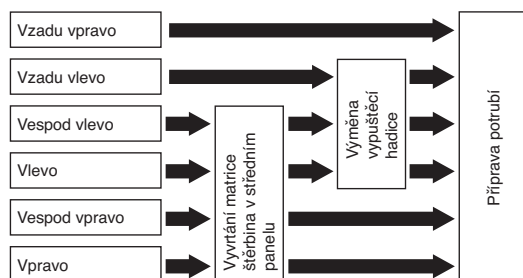 Vzadu vpravo
Vzadu vlevo
Vespod vlevo
Vlevo
Vespod vpravo
Vpravo
Vyvrtání matrice
štěrbina v středním
panelu
Výměna
vypuštěcí
hadice
Příprava potrubí